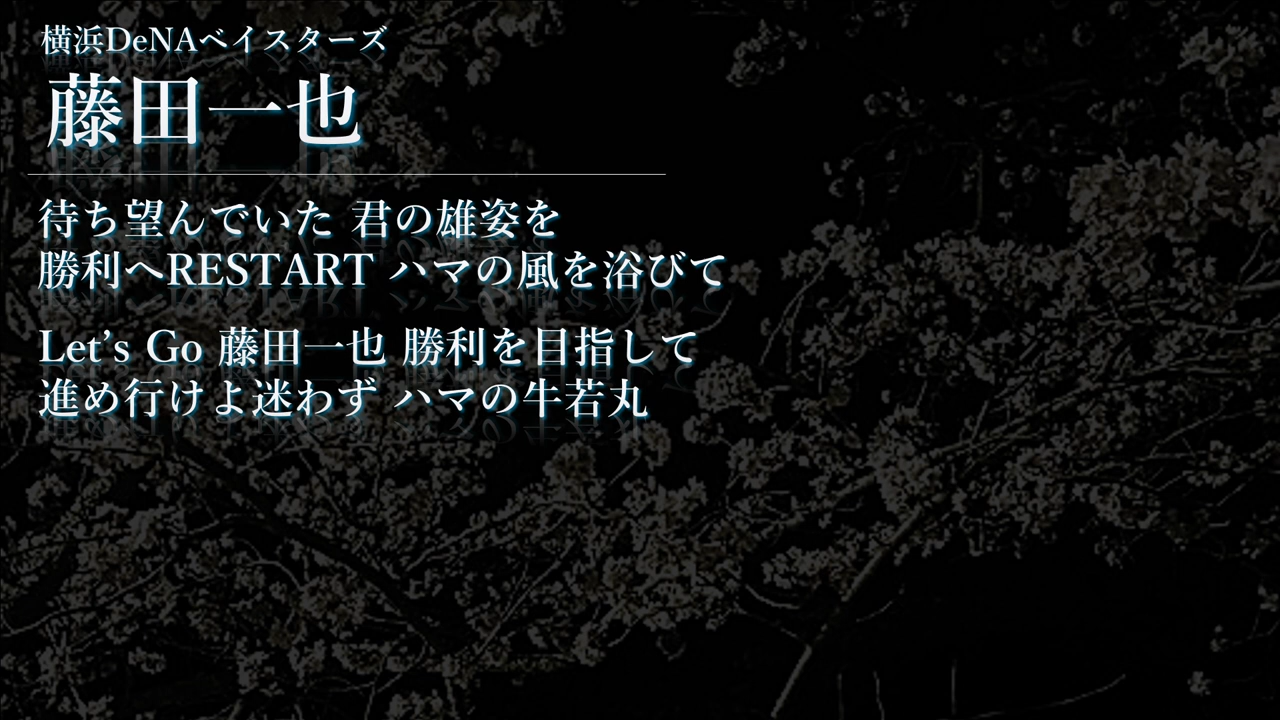 横浜DeNAベイスターズ
藤田一也
待ち望んでいた 君の雄姿を
勝利へRESTART ハマの風を浴びて
Let’s Go 藤田一也 勝利を目指して
進め行けよ迷わず ハマの牛若丸